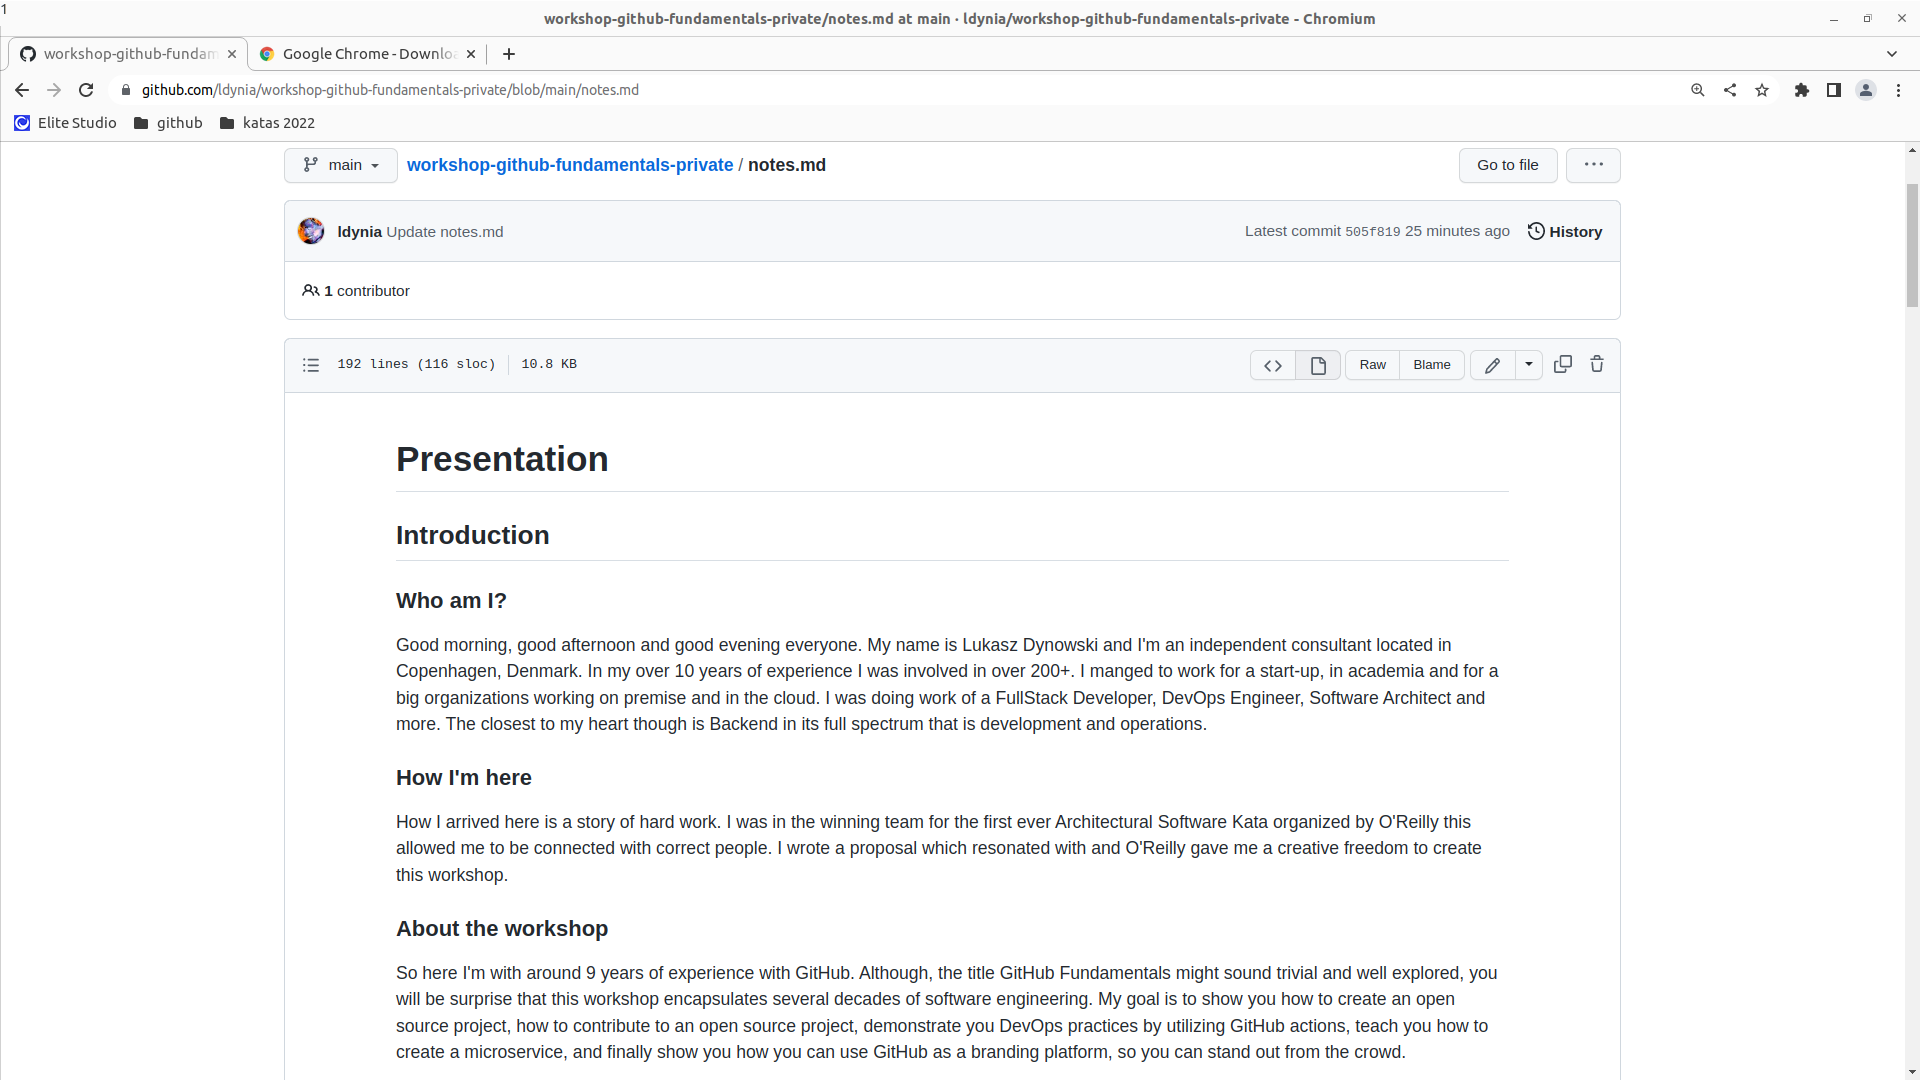 1
workshop-github-fundamentals-private/notes.md at main · ldynia/workshop-github-fundamentals-private - Chromium
workshop-github-fundam
Google Chrome - Downlo
github.com/ldynia/workshop-github-fundamentals-private/blob/main/notes.md
Elite Studio github katas 2022
main workshop-github-fundamentals-private / notes.md Go to file ···
ldynia Update notes.md Latest commit 505f819 25 minutes ago History
1 contributor
192 lines (116 sloc) 10.8 KB Raw Blame
Presentation
Introduction
Who am I?
Good morning, good afternoon and good evening everyone. My name is Lukasz Dynowski and I'm an independent consultant located in
Copenhagen, Denmark. In my over 10 years of experience I was involved in over 200+. I manged to work for a start-up, in academia and for a
big organizations working on premise and in the cloud. I was doing work of a FullStack Developer, DevOps Engineer, Software Architect and
more. The closest to my heart though is Backend in its full spectrum that is development and operations.
How I'm here
How I arrived here is a story of hard work. I was in the winning team for the first ever Architectural Software Kata organized by O'Reilly this
allowed me to be connected with correct people. I wrote a proposal which resonated with and O'Reilly gave me a creative freedom to create
this workshop.
About the workshop
So here I'm with around 9 years of experience with GitHub. Although, the title GitHub Fundamentals might sound trivial and well explored, you
will be surprise that this workshop encapsulates several decades of software engineering. My goal is to show you how to create an open
source project, how to contribute to an open source project, demonstrate you DevOps practices by utilizing GitHub actions, teach you how to
create a microservice, and finally show you how you can use GitHub as a branding platform, so you can stand out from the crowd.